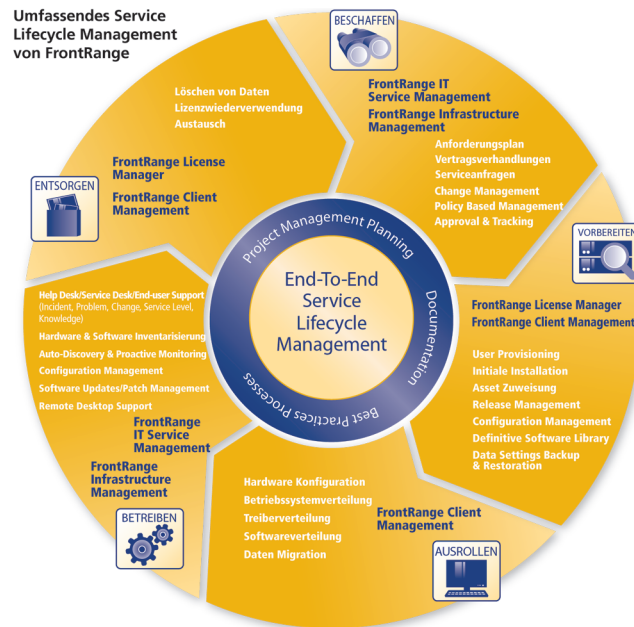 Umfassendes Service
Lifecycle Management
von FrontRange
BESCHAFFEN
FrontRange IT
Service Management
FrontRange Infrastructure
Management
Anforderungsplan
Vertragsverhandlungen
Serviceanfragen
Change Management
Policy Based Management
Approval & Tracking
VORBEREITEN
FrontRange License Manager
FrontRange Client Management
User Provisioning
Initiale Installation
Asset Zuweisung
Release Management
Configuration Management
Definitive Software Library
Data Settings Backup
& Restoration
AUSROLLEN
FrontRange Client
Management
Hardware Konfiguration
Betriebssystemverteilung
Treiberverteilung
Softwareverteilung
Daten Migration
BETREIBEN
Help Desk/Service Desk/End-user Support
(Incident, Problem, Change, Service Level,
Knowledge)
Hardware & Software Inventarisierung
Auto-Discovery & Proactive Monitoring
Configuration Management
Software Updates/Patch Management
Remote Desktop Support
FrontRange
IT Service
Management
FrontRange
Infrastructure
Management
ENTSORGEN
Löschen von Daten
Lizenzwiederverwendung
Austausch
FrontRange License
Manager
FrontRange Client
Management
Project Management Planning
Documentation
Best Practices Processes
End-To-End
Service
Lifecycle
Management